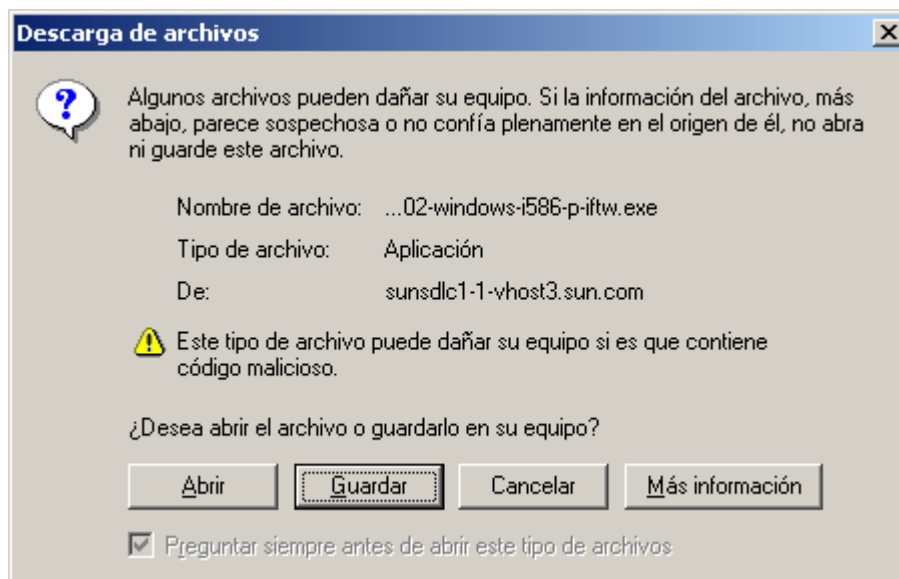 Descarga de archivos
Algunos archivos pueden dañar su equipo. Si la información del archivo, más
abajo, parece sospechosa o no confía plenamente en el origen de él, no abra
ni guarde este archivo.
Nombre de archivo: ...02-windows-i586-p-iftw.exe
Tipo de archivo: Aplicación
De: sunsdlc1-1-vhost3.sun.com
Este tipo de archivo puede dañar su equipo si es que contiene
código malicioso.
¿Desea abrir el archivo o guardarlo en su equipo?
Abrir Guardar Cancelar Más información
Preguntar siempre antes de abrir este tipo de archivos